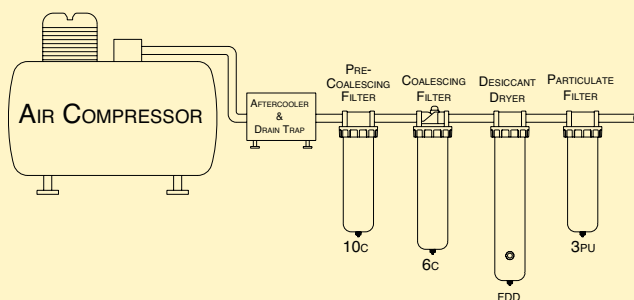 AIR COMPRESSOR
AFTERCOOLER
&
DRAIN TRAP
PRE-
COALESCING
FILTER
10C
COALESCING
FILTER
6C
DESICCANT
DRYER
EDD
PARTICULATE
FILTER
3PU